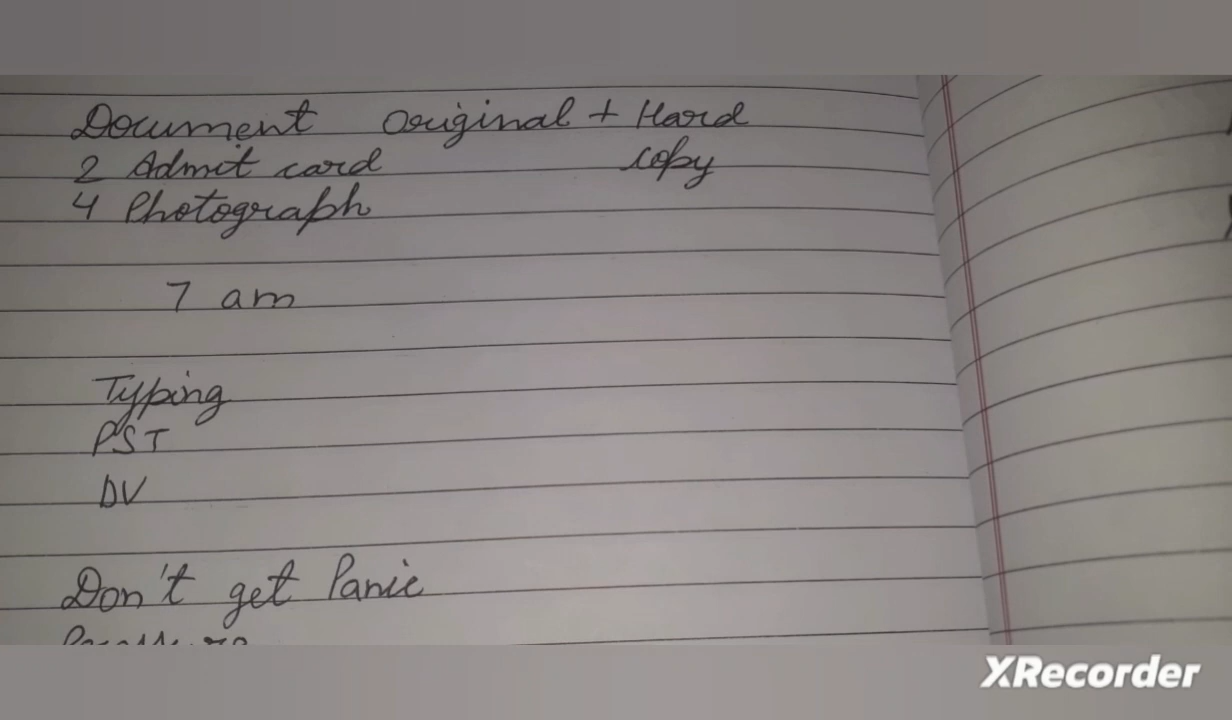 Document Original + Hard
2 Admit card copy
4 Photograph
7 am
Typing
PST
DV
Don't get Panic
XRecorder